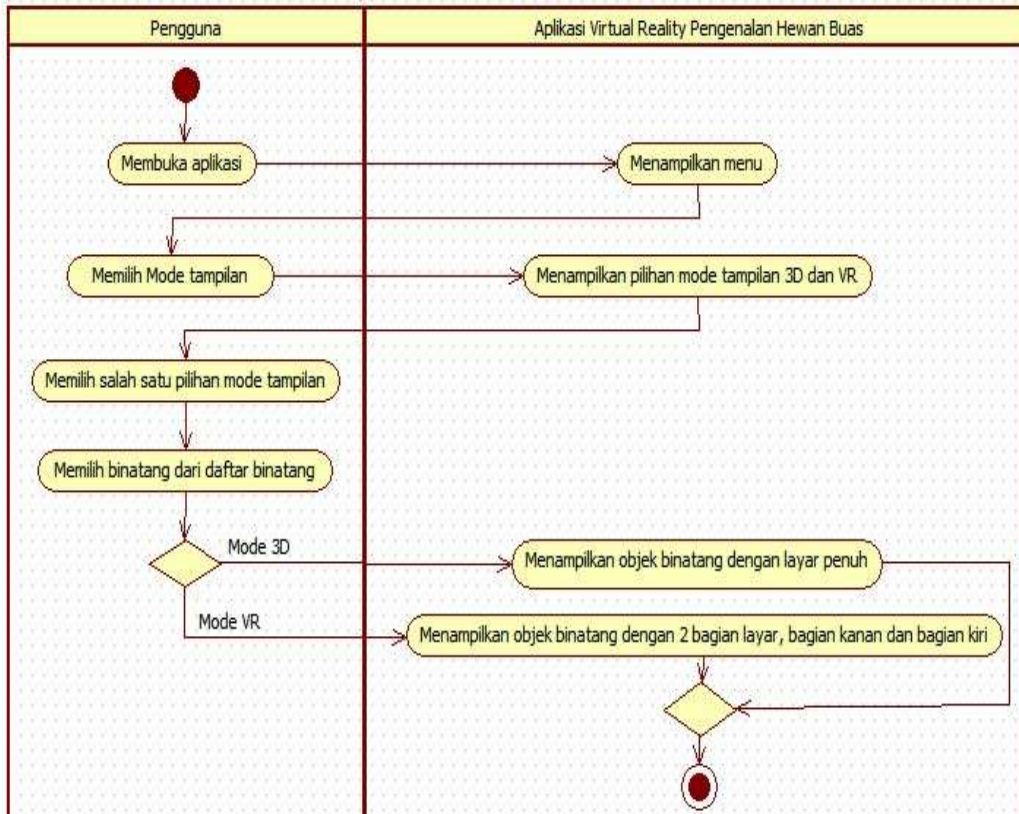 Pengguna
Aplikasi Virtual Reality Pengenalan Hewan Buas
Membuka aplikasi
Menampilkan menu
Memilih Mode tampilan
Menampilkan pilihan mode tampilan 3D dan VR
Memilih salah satu pilihan mode tampilan
Memilih binatang dari daftar binatang
Mode 3D
Menampilkan objek binatang dengan layar penuh
Mode VR
Menampilkan objek binatang dengan 2 bagian layar, bagian kanan dan bagian kiri